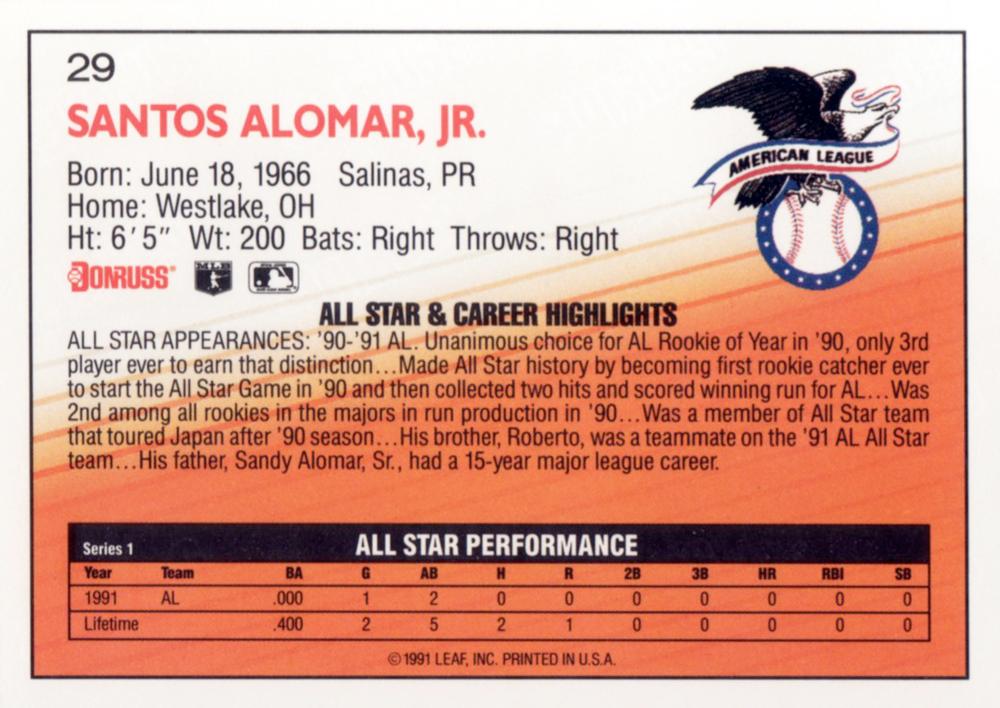 29
SANTOS ALOMAR, JR.
Born: June 18, 1966 Salinas, PR
Home: Westlake, OH
Ht: 6'5" Wt: 200 Bats: Right Throws: Right
AMERICAN LEAGUE
DONRUSS
MLB
ALL STAR & CAREER HIGHLIGHTS
ALL STAR APPEARANCES: '90-'91 AL. Unanimous choice for AL Rookie of Year in '90, only 3rd
player ever to earn that distinction...Made All Star history by becoming first rookie catcher ever
to start the All Star Game in '90 and then collected two hits and scored winning run for AL...Was
2nd among all rookies in the majors in run production in '90...Was a member of All Star team
that toured Japan after '90 season...His brother, Roberto, was a teammate on the '91 AL All Star
team...His father, Sandy Alomar, Sr., had a 15-year major league career.
Series 1 ALL STAR PERFORMANCE
Year Team BA G AB H R 2B 3B HR RBI SB
1991 AL .000 1 2 0 0 0 0 0 0 0
Lifetime .400 2 5 2 1 0 0 0 0 0
©1991 LEAF, INC. PRINTED IN U.S.A.